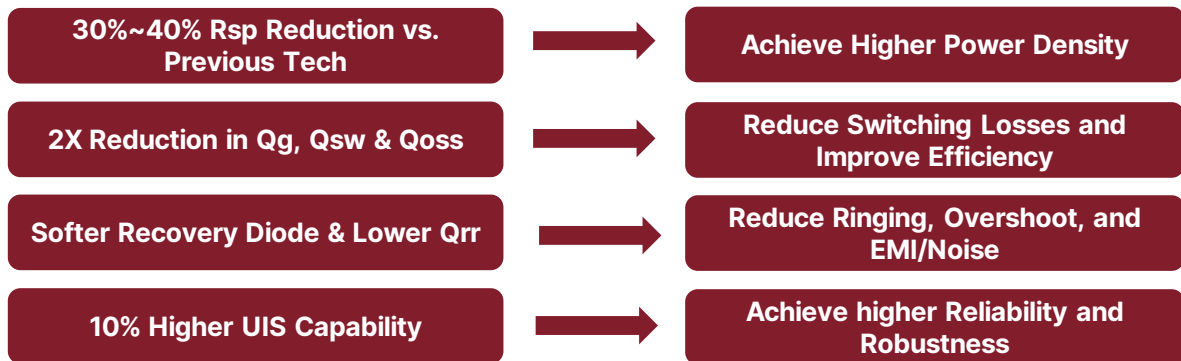 30%~40% Rsp Reduction vs.
Previous Tech
Achieve Higher Power Density
2X Reduction in Qg, Qsw & Qoss
Reduce Switching Losses and
Improve Efficiency
Softer Recovery Diode & Lower Qrr
Reduce Ringing, Overshoot, and
EMI/Noise
10% Higher UIS Capability
Achieve higher Reliability and
Robustness